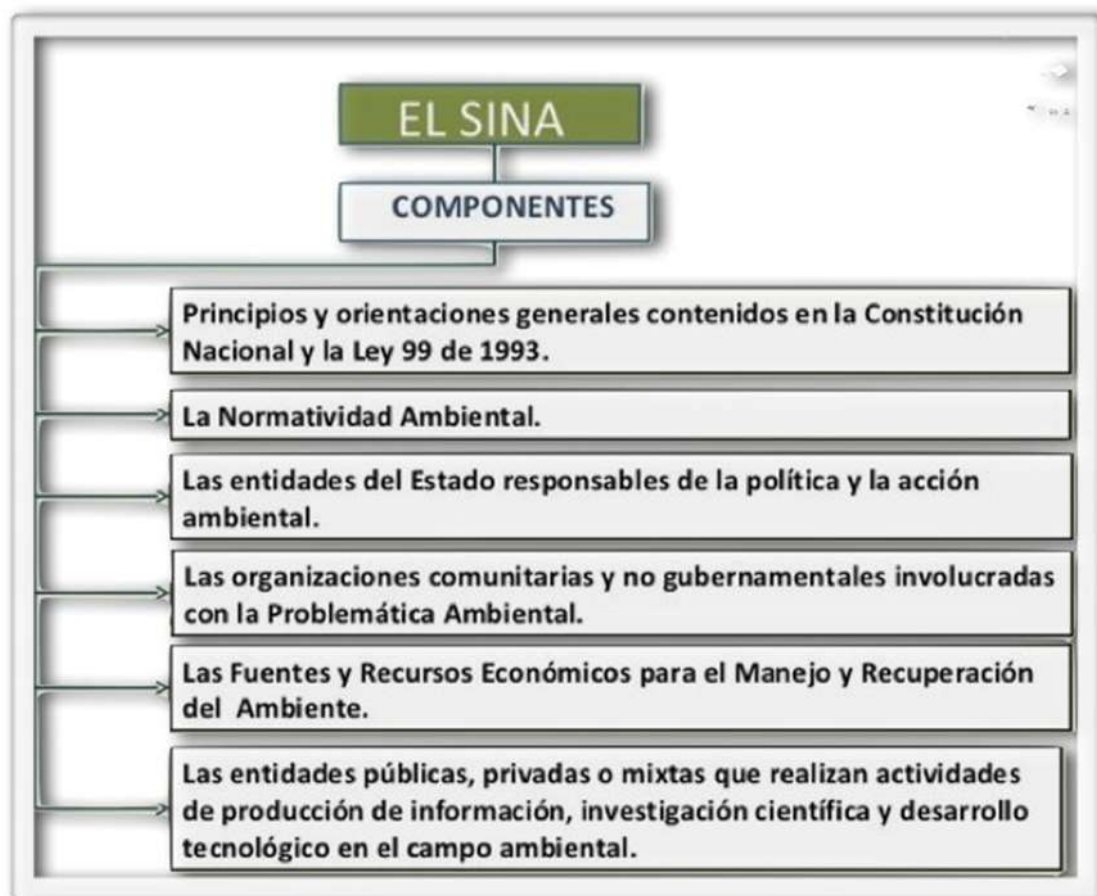 EL SINA
COMPONENTES
Principios y orientaciones generales contenidos en la Constitución
Nacional y la Ley 99 de 1993.
La Normatividad Ambiental.
Las entidades del Estado responsables de la política y la acción
ambiental.
Las organizaciones comunitarias y no gubernamentales involucradas
con la Problemática Ambiental.
Las Fuentes y Recursos Económicos para el Manejo y Recuperación
del Ambiente.
Las entidades públicas, privadas o mixtas que realizan actividades
de producción de información, investigación científica y desarrollo
tecnológico en el campo ambiental.